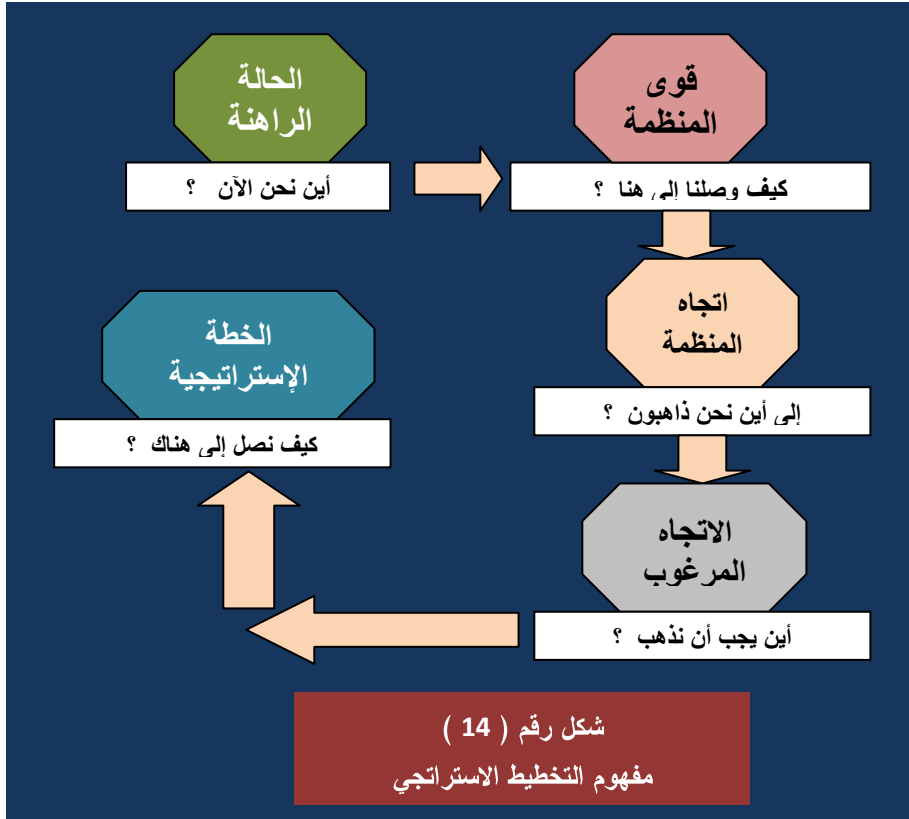 الحالة
الراهنة
أين نحن الآن ؟
قوى
المنظمة
كيف وصلنا إلى هنا ؟
اتجاه
المنظمة
إلى أين نحن ذاهبون ؟
الاتجاه
المرغوب
أين يجب أن نذهب ؟
الخطة
الإستراتيجية
كيف نصل إلى هناك ؟
شكل رقم ( 14 )
مفهوم التخطيط الاستراتجي